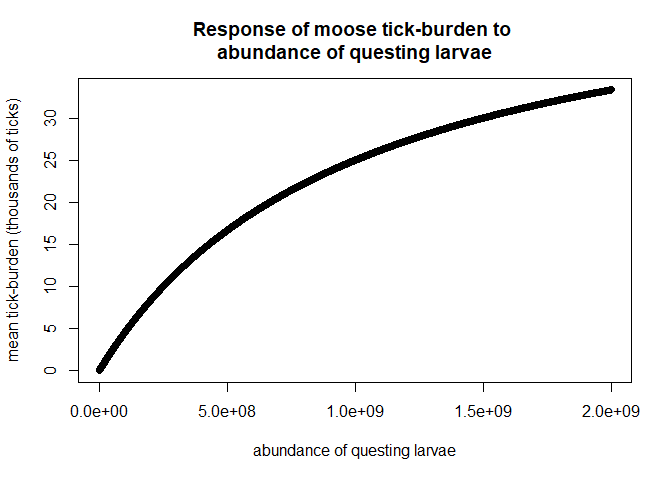 Response of moose tick-burden to
abundance of questing larvae
mean tick-burden (thousands of ticks)
30
25
20
15
10
5
0
0.0e+00 5.0e+08 1.0e+09 1.5e+09 2.0e+09
abundance of questing larvae